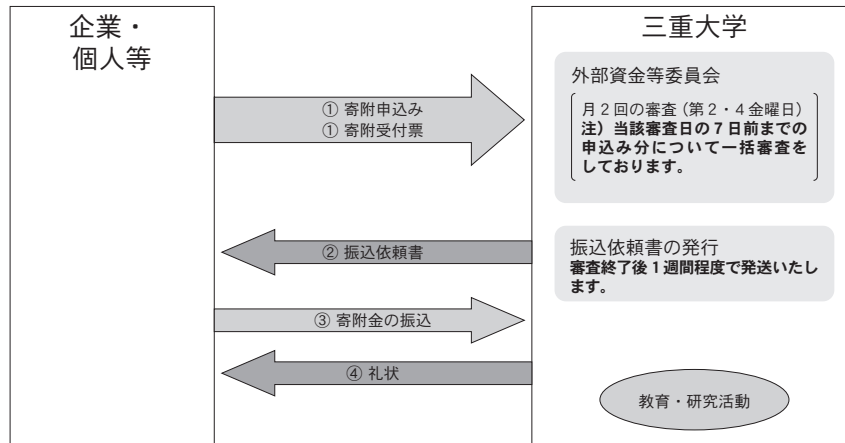 企業・
個人等
三重大学
外部資金等委員会
月２回の審査（第２・４金曜日）
注）当該審査日の７日前までの
申込み分について一括審査を
しております。
① 寄附申込み
① 寄附受付票
② 振込依頼書
振込依頼書の発行
審査終了後１週間程度で発送いたし
ます。
③ 寄附金の振込
④ 礼状
教育・研究活動